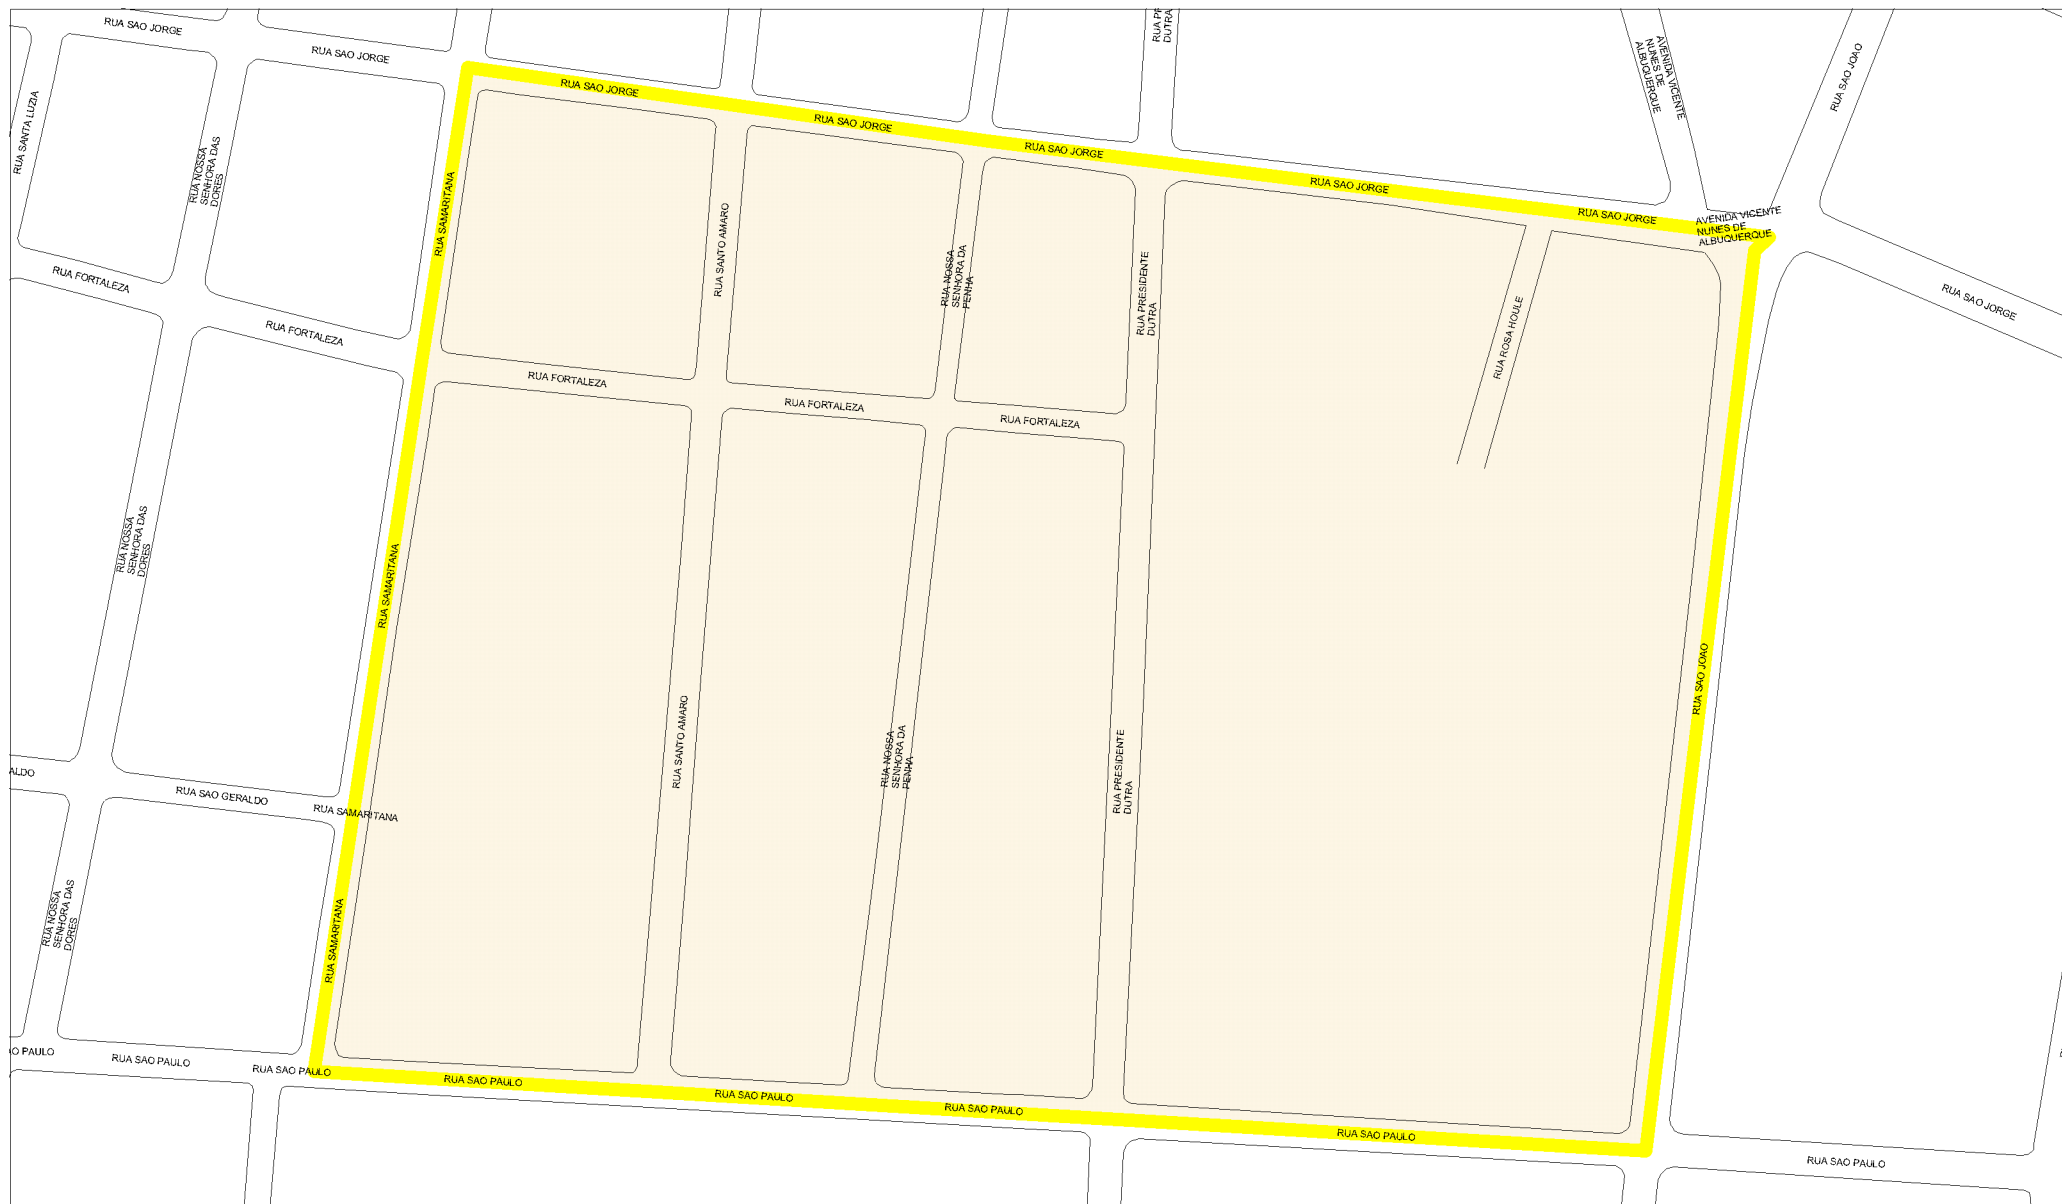 RUA SAO JORGE
RUA SAO JORGE
RUA SAO JORGE
RUA SAO JORGE
RUA SAO JORGE
RUA SAO JORGE
RUA SAO JORGE
AVENIDA VICENTE
NUNES DE
ALBUQUERQUE
AVENIDA VICENTE
NUNES DE
ALBUQUERQUE
RUA SAO JOAO
RUA SAO JORGE
RUA SANTA LUZIA
RUA NOSSA
SENHORA DAS
DORES
RUA SAMARITANA
RUA SANTO AMARO
RUA NOSSA
SENHORA DA
PENHA
RUA PRESIDENTE
DUTRA
DUTRA
RUA ROSA HOULE
RUA FORTALEZA
RUA FORTALEZA
RUA FORTALEZA
RUA FORTALEZA
RUA FORTALEZA
RUA NOSSA
SENHORA DAS
DORES
RUA SAMARITANA
RUA SANTO AMARO
RUA NOSSA
SENHORA DA
PENHA
RUA PRESIDENTE
DUTRA
RUA SAO JOAO
ALDO
RUA SAO GERALDO
RUA SAMARITANA
RUA NOSSA
SENHORA DAS
DORES
RUA SAMARITANA
O PAULO
RUA SAO PAULO
RUA SAO PAULO
RUA SAO PAULO
RUA SAO PAULO
RUA SAO PAULO
RUA SAO PAULO
RUA SAO PAULO